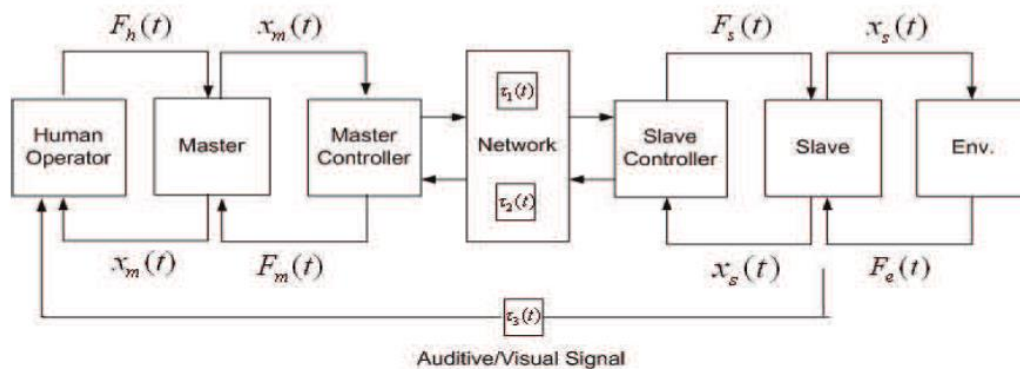 F_h(t) x_m(t) F_s(t) x_s(t)
τ_1(t)
Human Operator
Master
Master Controller
Network
Slave Controller
Slave
Env.
τ_2(t)
x_m(t) F_m(t) x_s(t) F_e(t)
τ_3(t)
Auditive/Visual Signal